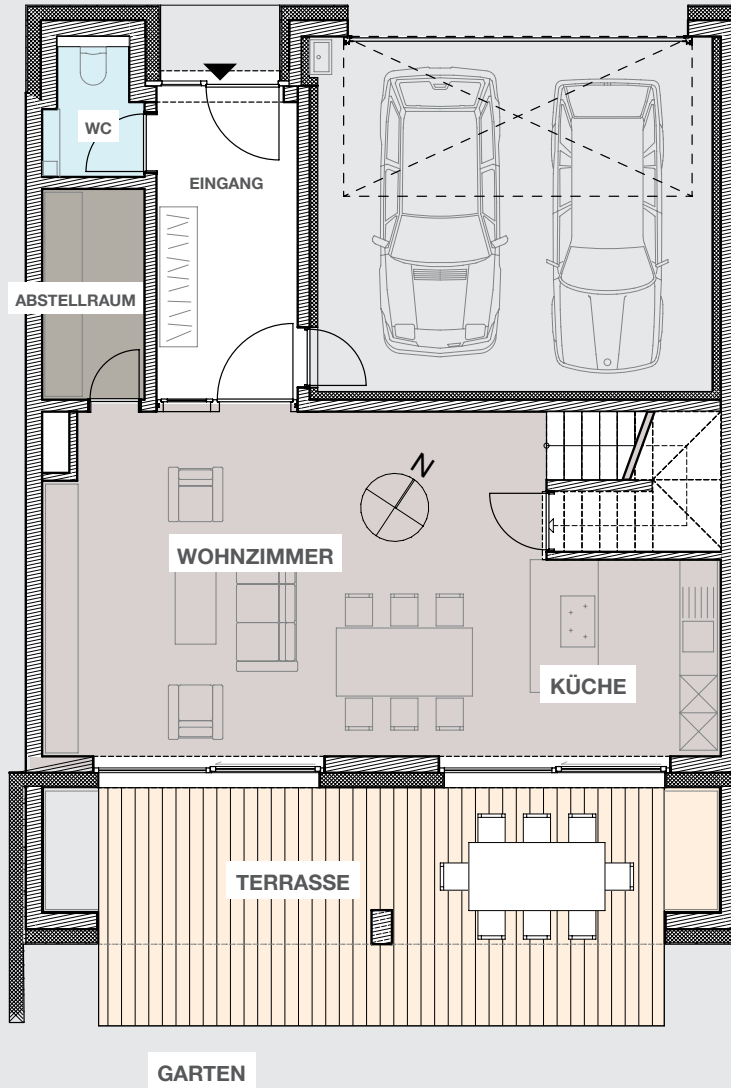 WC
EINGANG
ABSTELLRAUM
N
WOHNZIMMER
KÜCHE
TERRASSE
GARTEN